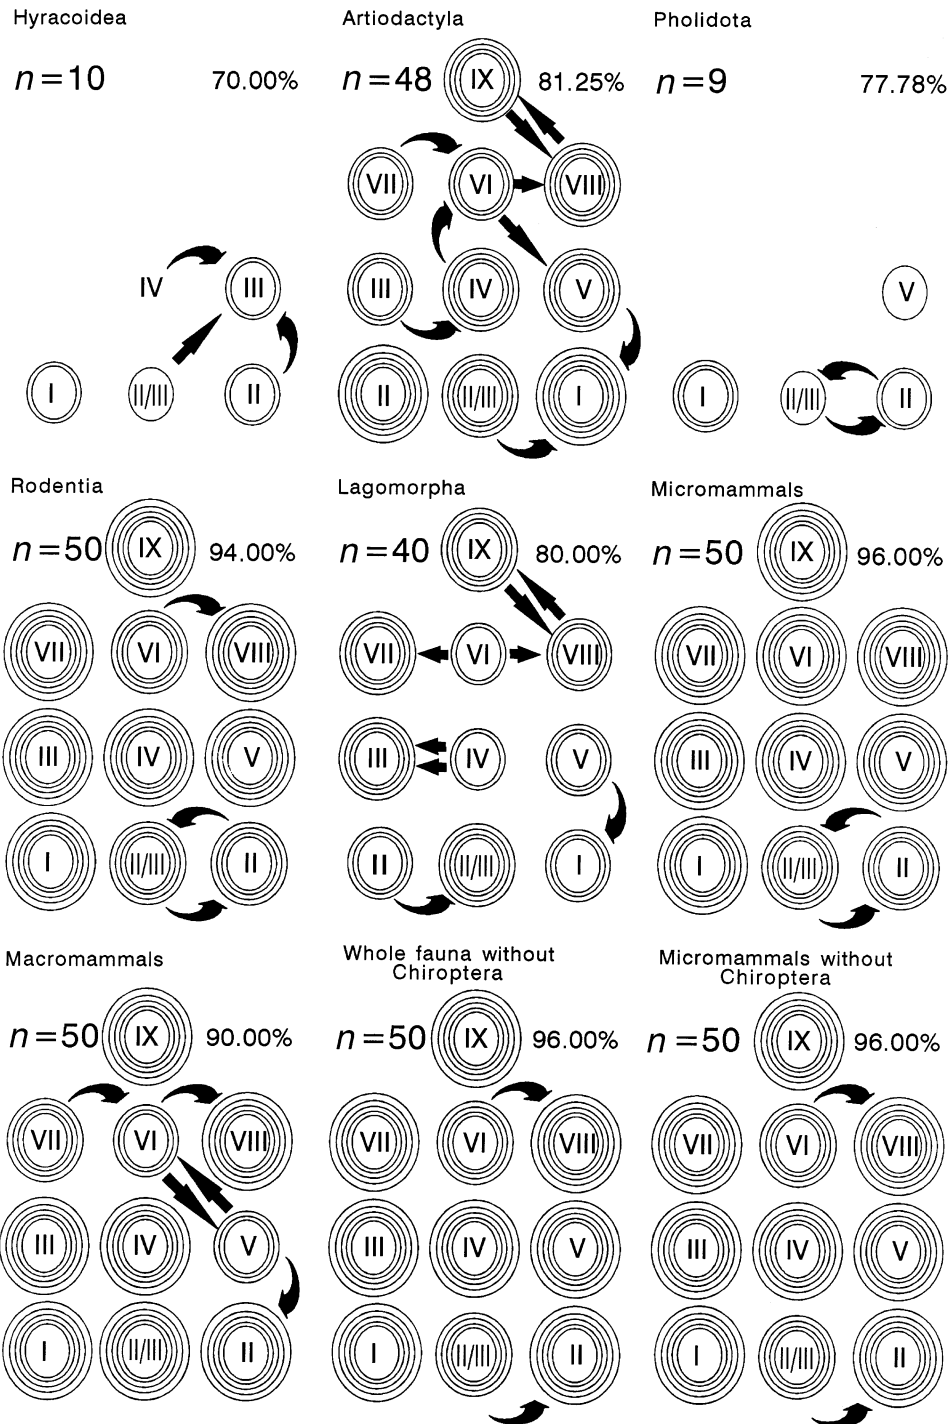 Hyracoidea
n=10 70.00%
IV III
I II/III II
Artiodactyla
n=48 IX 81.25%
VII VI VIII
III IV V
II II/III I
Pholidota
n=9 77.78%
V
I II/III II
Rodentia
n=50 IX 94.00%
VII VI VIII
III IV V
I II/III II
Lagomorpha
n=40 IX 80.00%
VII VI VIII
III IV V
II II/III I
Micromammals
n=50 IX 96.00%
VII VI VIII
III IV V
I II/III II
Macromammals
n=50 IX 90.00%
VII VI VIII
III IV V
I II/III II
Whole fauna without
Chiroptera
n=50 IX 96.00%
VII VI VIII
III IV V
I II/III II
Micromammals without
Chiroptera
n=50 IX 96.00%
VII VI VIII
III IV V
I II/III II